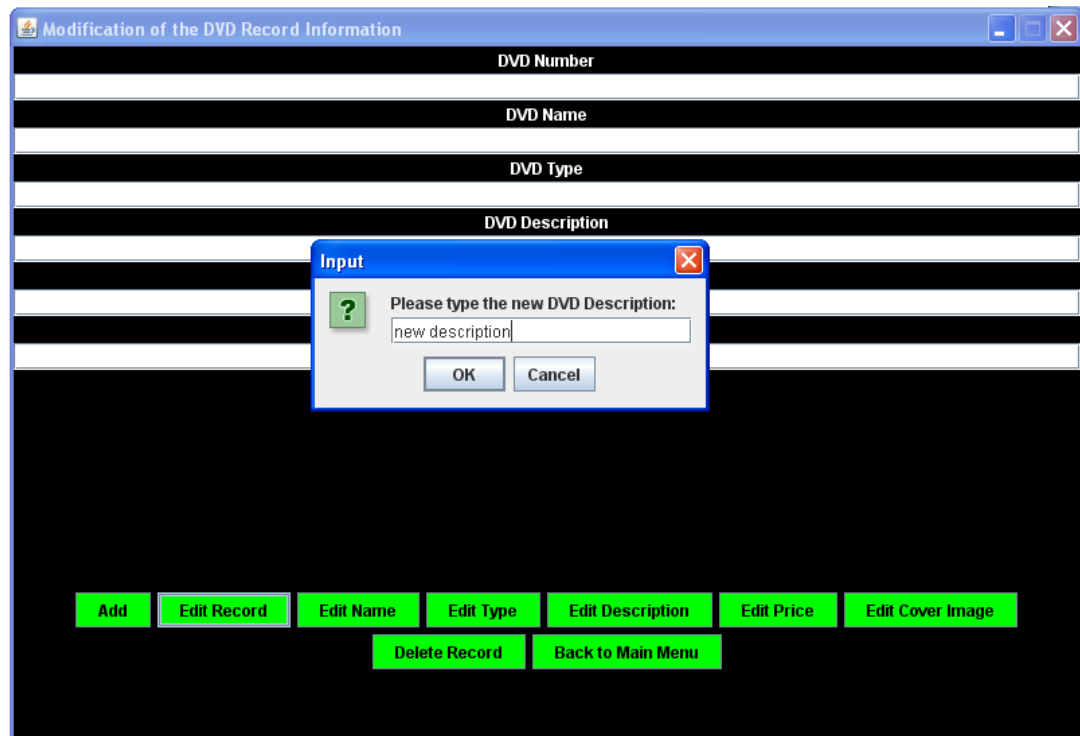 Modification of the DVD Record Information
DVD Number
DVD Name
DVD Type
DVD Description
Input
?
Please type the new DVD Description:
new description
OK Cancel
Add Edit Record Edit Name Edit Type Edit Description Edit Price Edit Cover Image
Delete Record Back to Main Menu